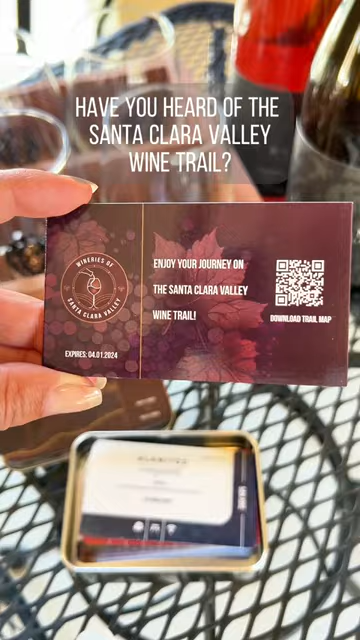 HAVE YOU HEARD OF THE
SANTA CLARA VALLEY
WINE TRAIL?
WINERIES OF
SANTA CLARA VALLEY
EXPIRES: 04.01.2024
ENJOY YOUR JOURNEY ON
THE SANTA CLARA VALLEY
WINE TRAIL!
DOWNLOAD TRAIL MAP